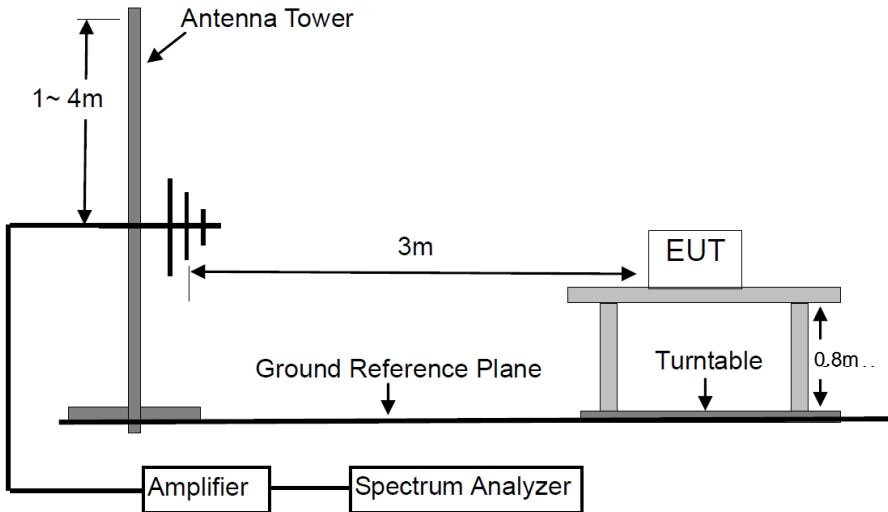 Antenna Tower
1~ 4m
3m
EUT
Ground Reference Plane
Turntable
0.8m
Amplifier
Spectrum Analyzer